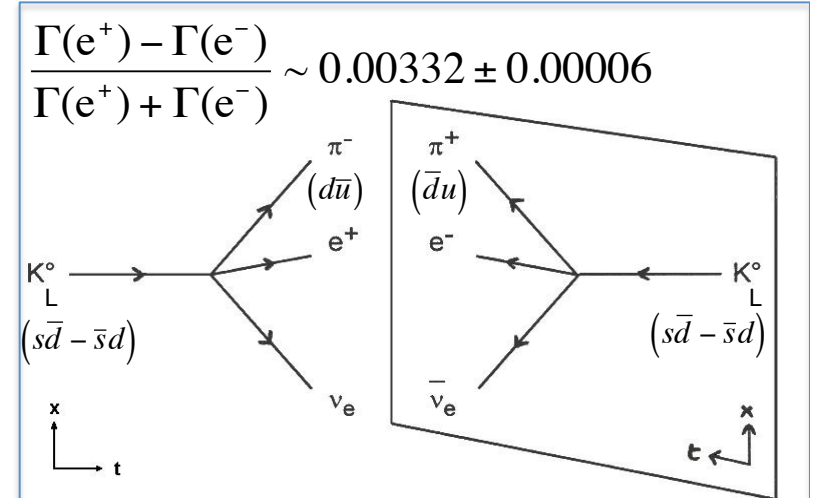 Γ(e⁺) – Γ(e⁻)
Γ(e⁺) + Γ(e⁻)
~ 0.00332 ± 0.00006
π⁻
(dū)
e⁺
K°
L
(sd̄ – s̄d)
νₑ
x
t
π⁺
(d̄u)
e⁻
K°
L
(sd̄ – s̄d)
ν̄ₑ
x
t